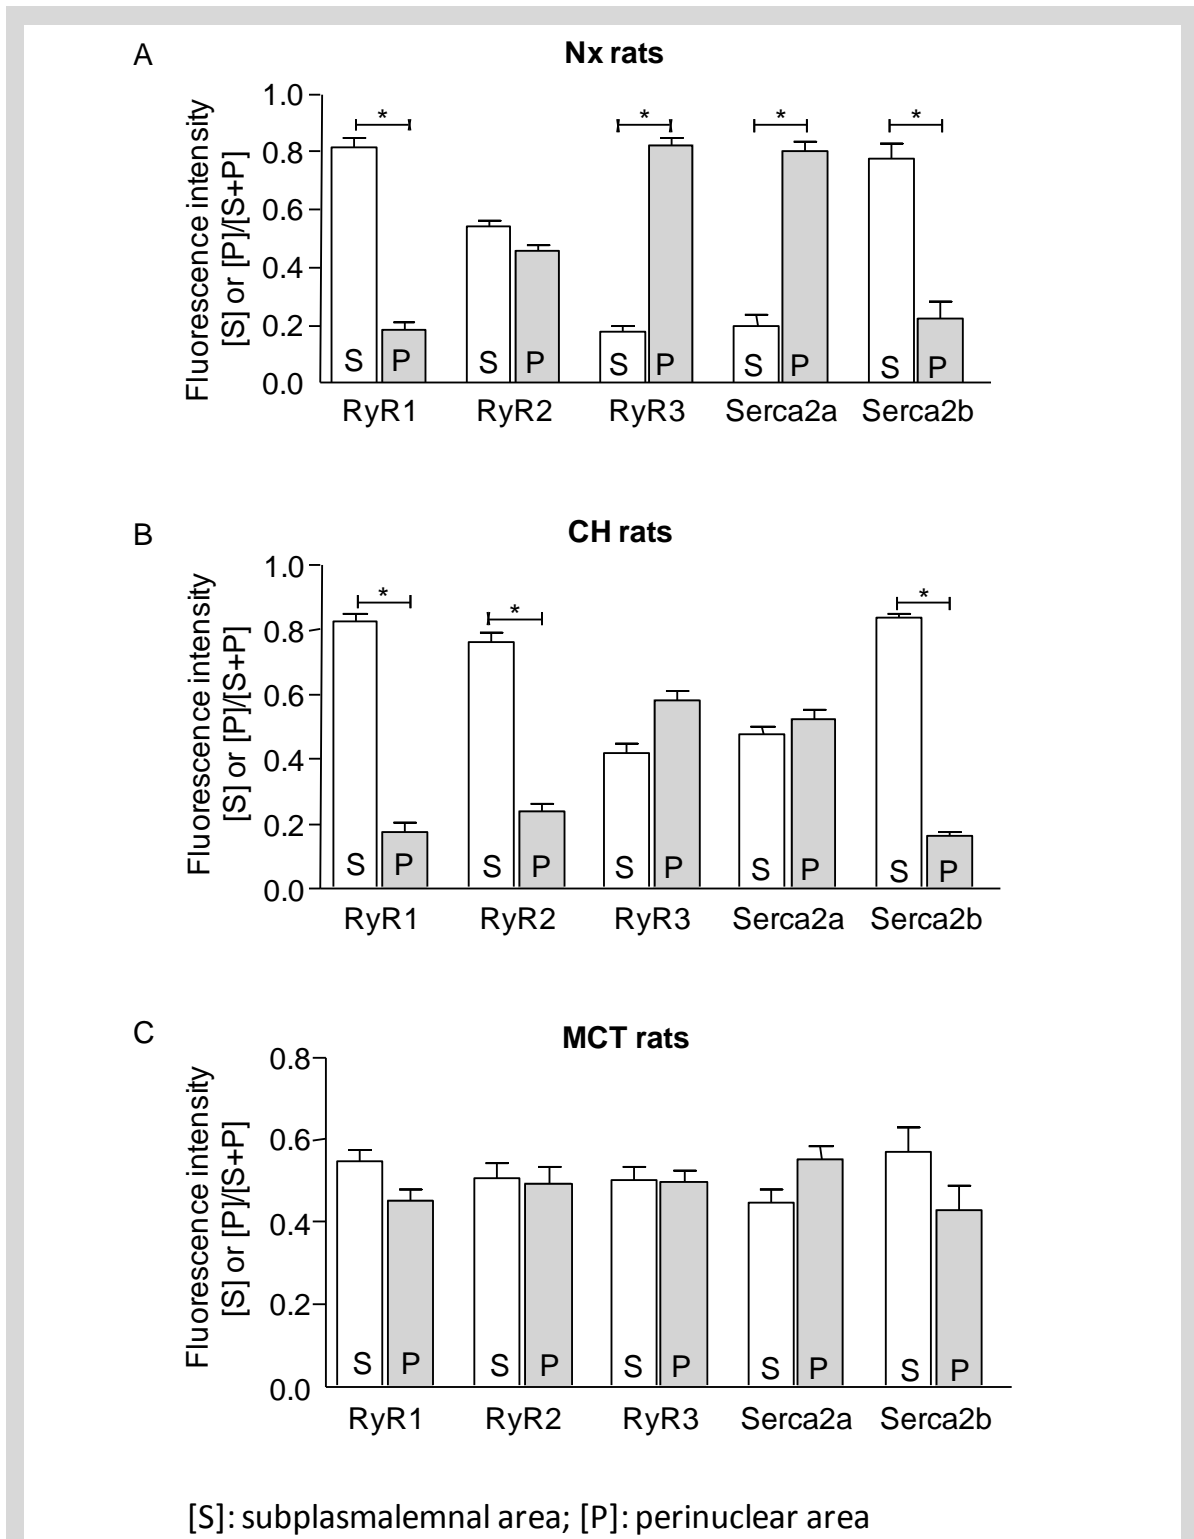 A
Nx rats
Fluorescence intensity
[S] or [P]/[S+P]
1.0
0.8
0.6
0.4
0.2
0.0
* * * *
S P S P S P S P S P
RyR1 RyR2 RyR3 Serca2a Serca2b
B
CH rats
Fluorescence intensity
[S] or [P]/[S+P]
1.0
0.8
0.6
0.4
0.2
0.0
* * *
S P S P S P S P S P
RyR1 RyR2 RyR3 Serca2a Serca2b
C
MCT rats
Fluorescence intensity
[S] or [P]/[S+P]
0.8
0.6
0.4
0.2
0.0
S P S P S P S P S P
RyR1 RyR2 RyR3 Serca2a Serca2b
[S]: subplasmalemnal area; [P]: perinuclear area